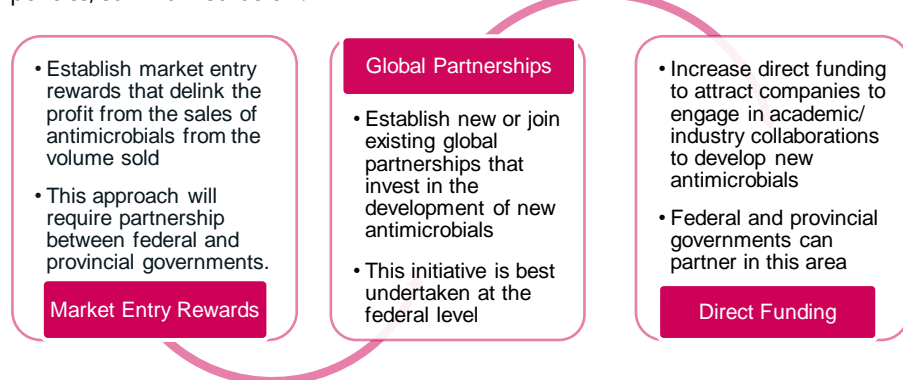 • Establish market entry
rewards that delink the
profit from the sales of
antimicrobials from the
volume sold
• This approach will
require partnership
between federal and
provincial governments.
Market Entry Rewards
Global Partnerships
• Establish new or join
existing global
partnerships that
invest in the
development of new
antimicrobials
• This initiative is best
undertaken at the
federal level
• Increase direct funding
to attract companies to
engage in academic/
industry collaborations
to develop new
antimicrobials
• Federal and provincial
governments can
partner in this area
Direct Funding